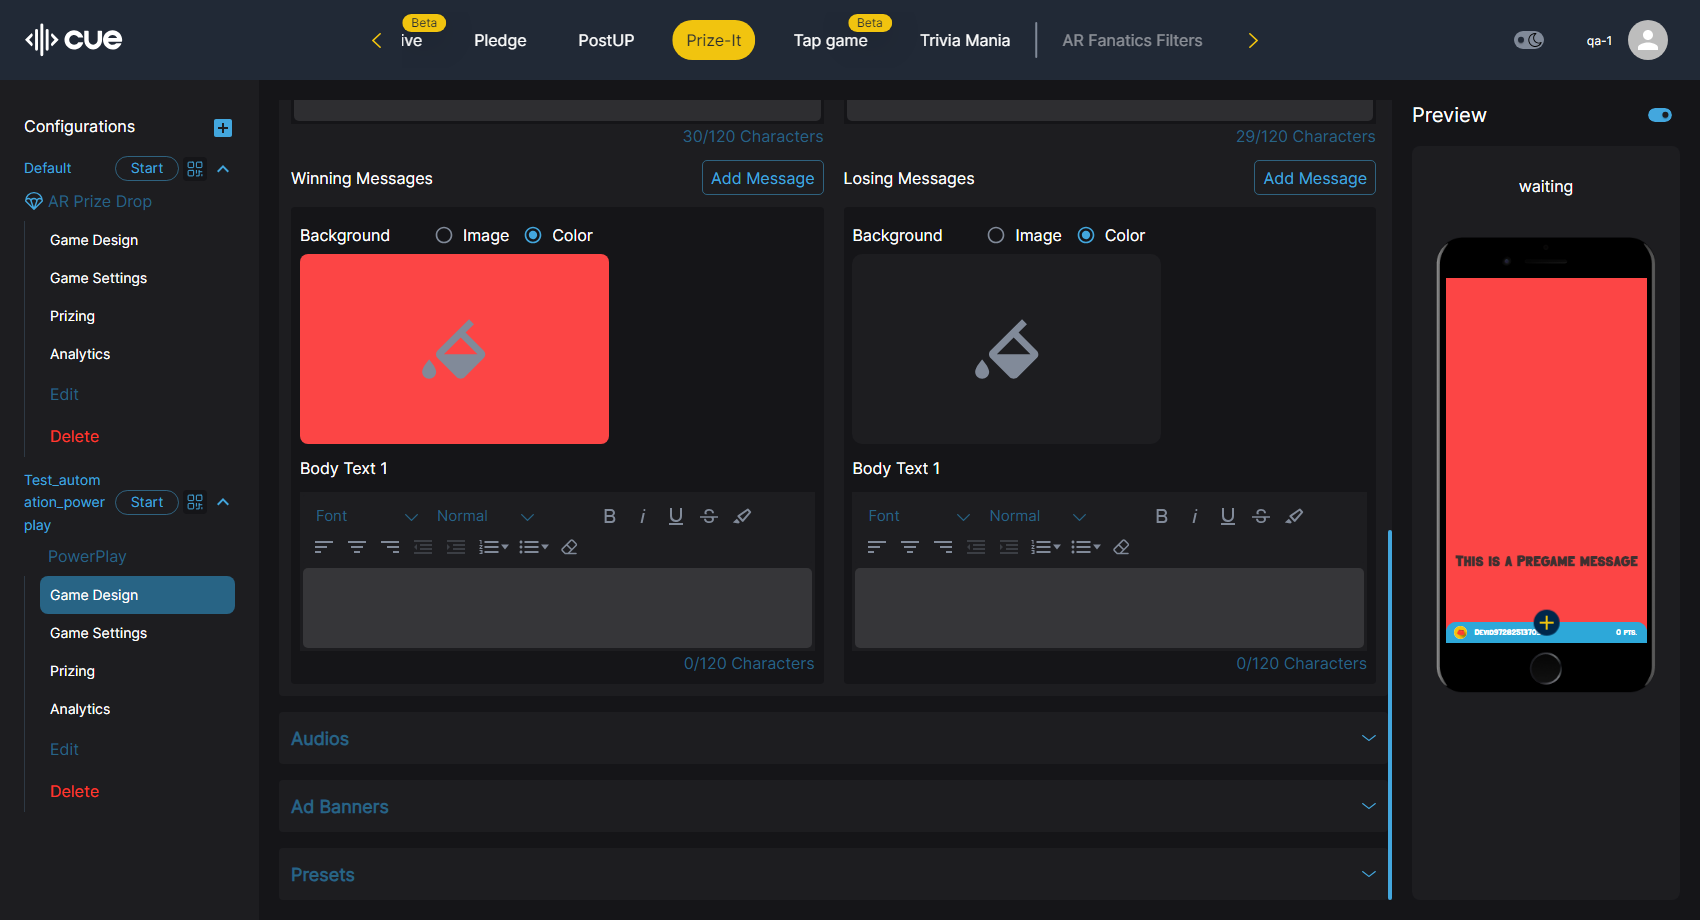 cue
ive
Beta
Pledge
PostUP
Prize-It
Tap game
Beta
Trivia Mania
AR Fanatics Filters
qa-1
Configurations
Default
Start
AR Prize Drop
Game Design
Game Settings
Prizing
Analytics
Edit
Delete
Test_autom
ation_power
play
Start
PowerPlay
Game Design
Game Settings
Prizing
Analytics
Edit
Delete
30/120 Characters
29/120 Characters
Winning Messages
Add Message
Losing Messages
Add Message
Background
Image
Color
Background
Image
Color
Body Text 1
Body Text 1
Font
Normal
Font
Normal
0/120 Characters
0/120 Characters
Audios
Ad Banners
Presets
Preview
waiting
This is a Pregame message
0 pts.